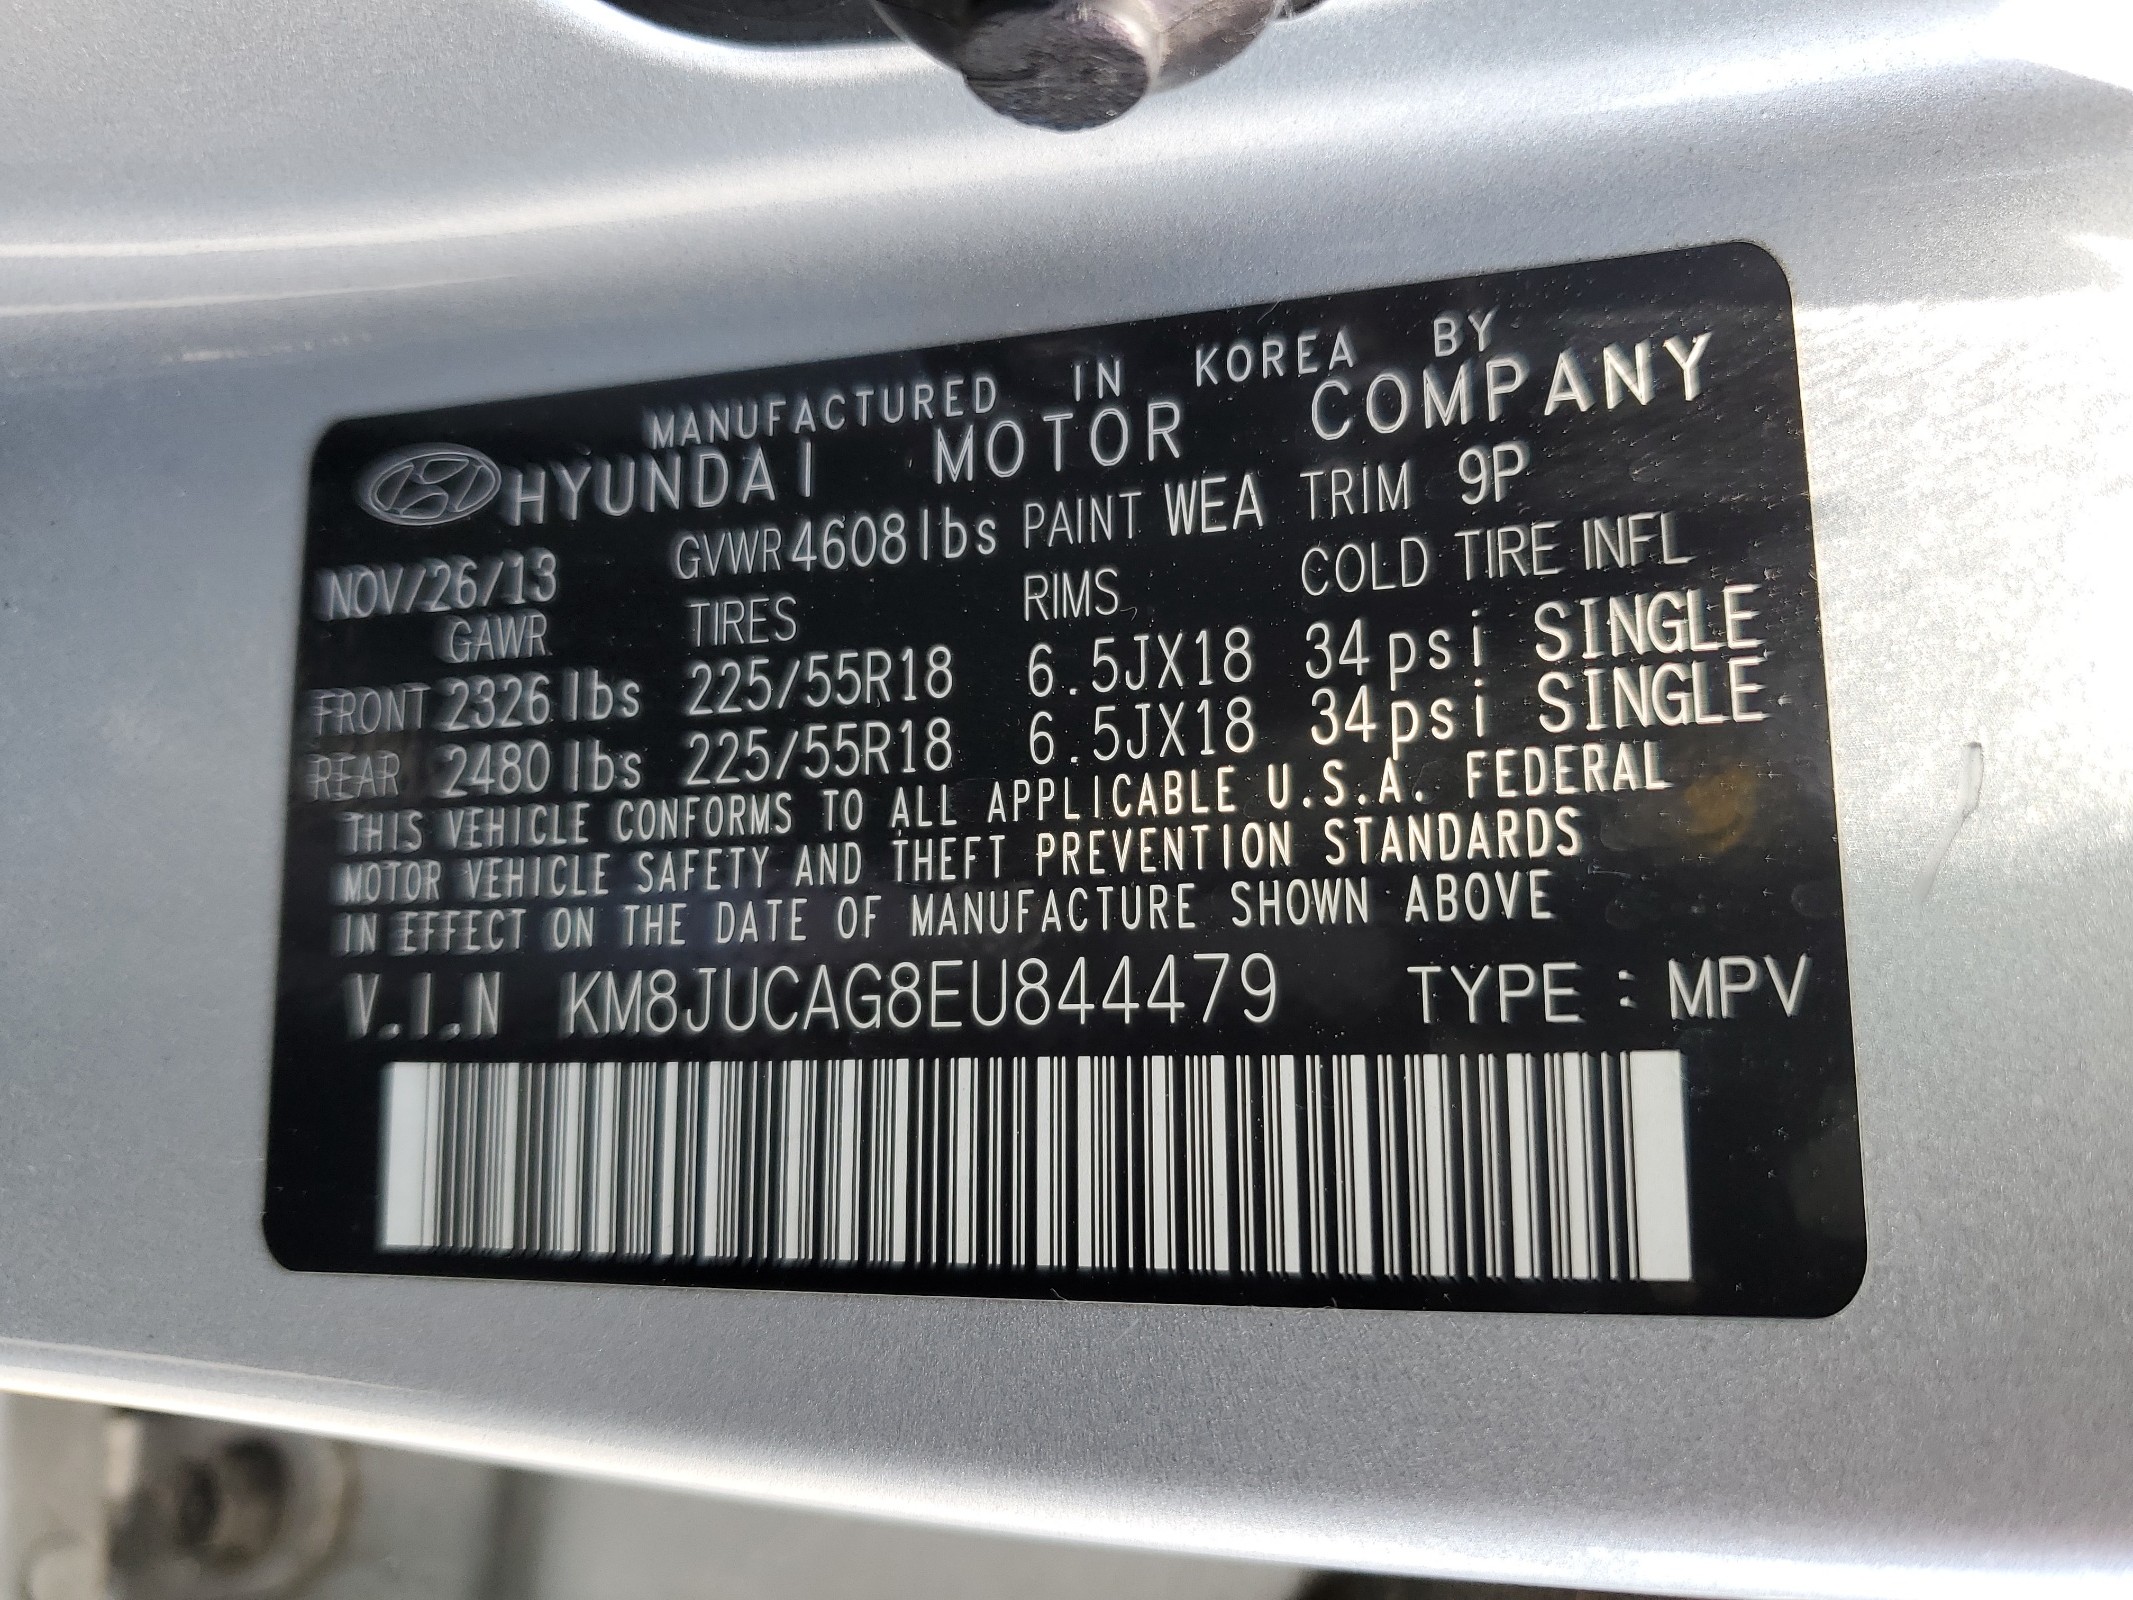 MANUFACTURED IN KOREA BY
HYUNDAI MOTOR COMPANY
NOV/26/13 GVWR 4608 lbs PAINT WEA TRIM 9P
GAWR TIRES RIMS COLD TIRE INFL
FRONT 2326 lbs 225/55R18 6.5JX18 34 psi SINGLE
REAR 2480 lbs 225/55R18 6.5JX18 34psi SINGLE
THIS VEHICLE CONFORMS TO ALL APPLICABLE U.S.A. FEDERAL
MOTOR VEHICLE SAFETY AND THEFT PREVENTION STANDARDS
IN EFFECT ON THE DATE OF MANUFACTURE SHOWN ABOVE
V.I.N KM8JUCAG8EU844479 TYPE : MPV